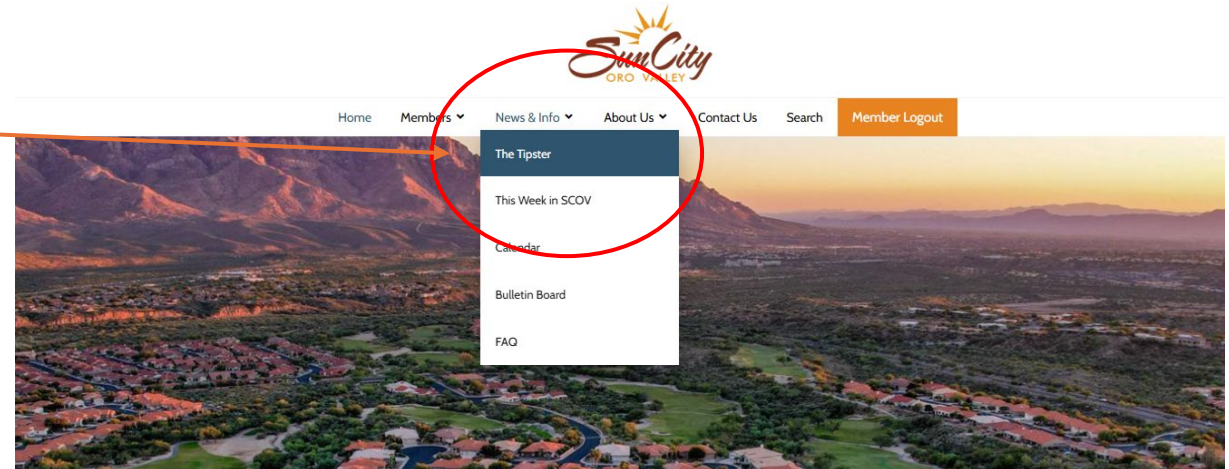 Sun City
ORO VALLEY
Home Members News & Info About Us Contact Us Search Member Logout
The Tipster
This Week in SCOV
Calendar
Bulletin Board
FAQ